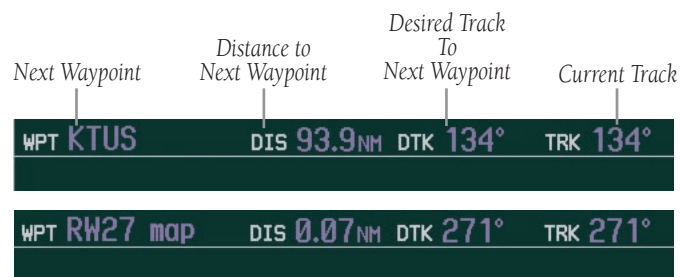 Next Waypoint
Distance to
Next Waypoint
Desired Track
To
Next Waypoint
Current Track
WPT KTUS DIS 93.9NM DTK 134° TRK 134°
WPT RW27 map DIS 0.07NM DTK 271° TRK 271°